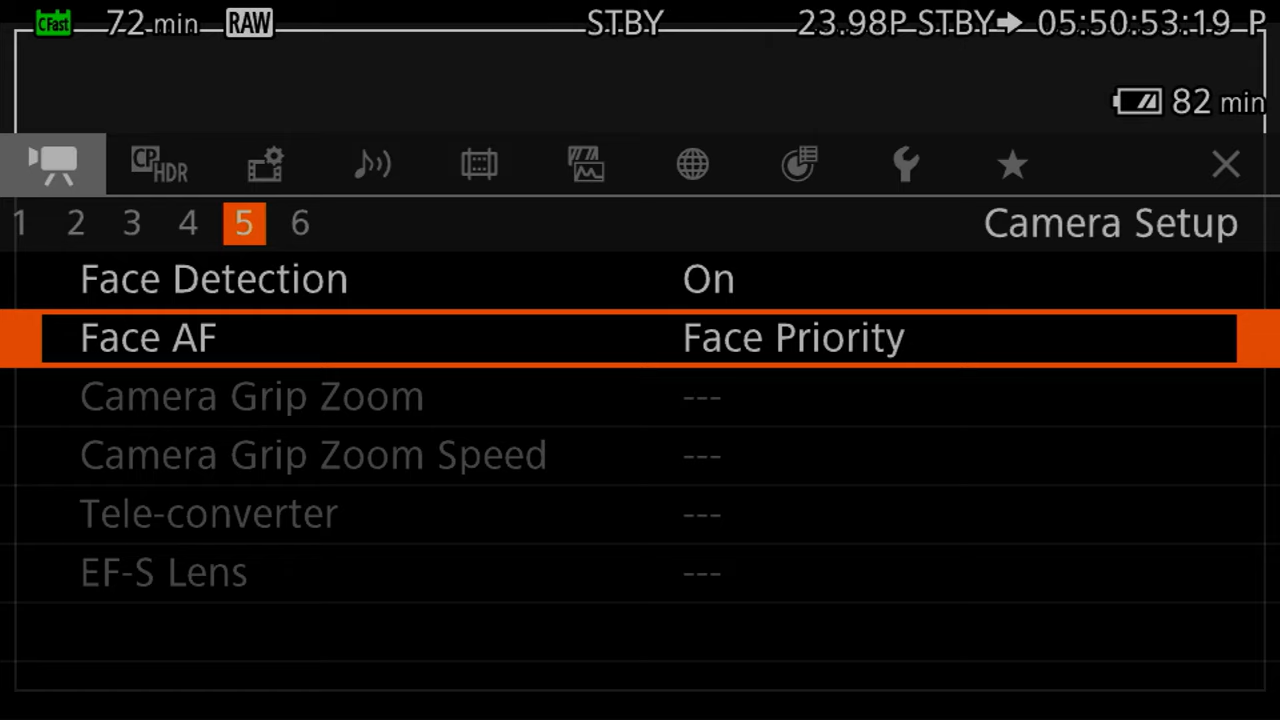 CFast 72 min RAW STBY 23.98P STBY➡ 05:50:53:19 P
82 min
CP HDR
1 2 3 4 5 6 Camera Setup
Face Detection On
Face AF Face Priority
Camera Grip Zoom ---
Camera Grip Zoom Speed ---
Tele-converter ---
EF-S Lens ---